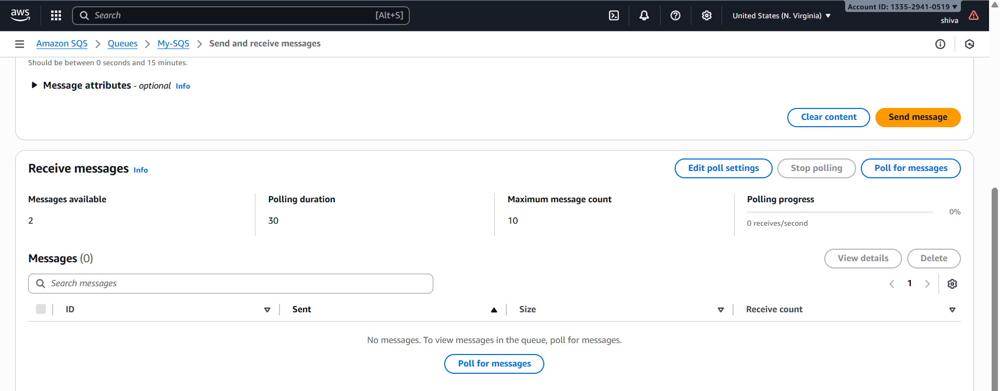 aws
Search
[Alt+S]
United States (N. Virginia) ▼
Account ID: 1335-2941-0519 ▼
shiva
Amazon SQS > Queues > My-SQS > Send and receive messages
Should be between 0 seconds and 15 minutes.
Message attributes - optional Info
Clear content
Send message
Receive messages Info
Edit poll settings
Stop polling
Poll for messages
Messages available
2
Polling duration
30
Maximum message count
10
Polling progress
0%
0 receives/second
Messages (0)
View details
Delete
Search messages
1
ID
Sent
Size
Receive count
No messages. To view messages in the queue, poll for messages.
Poll for messages